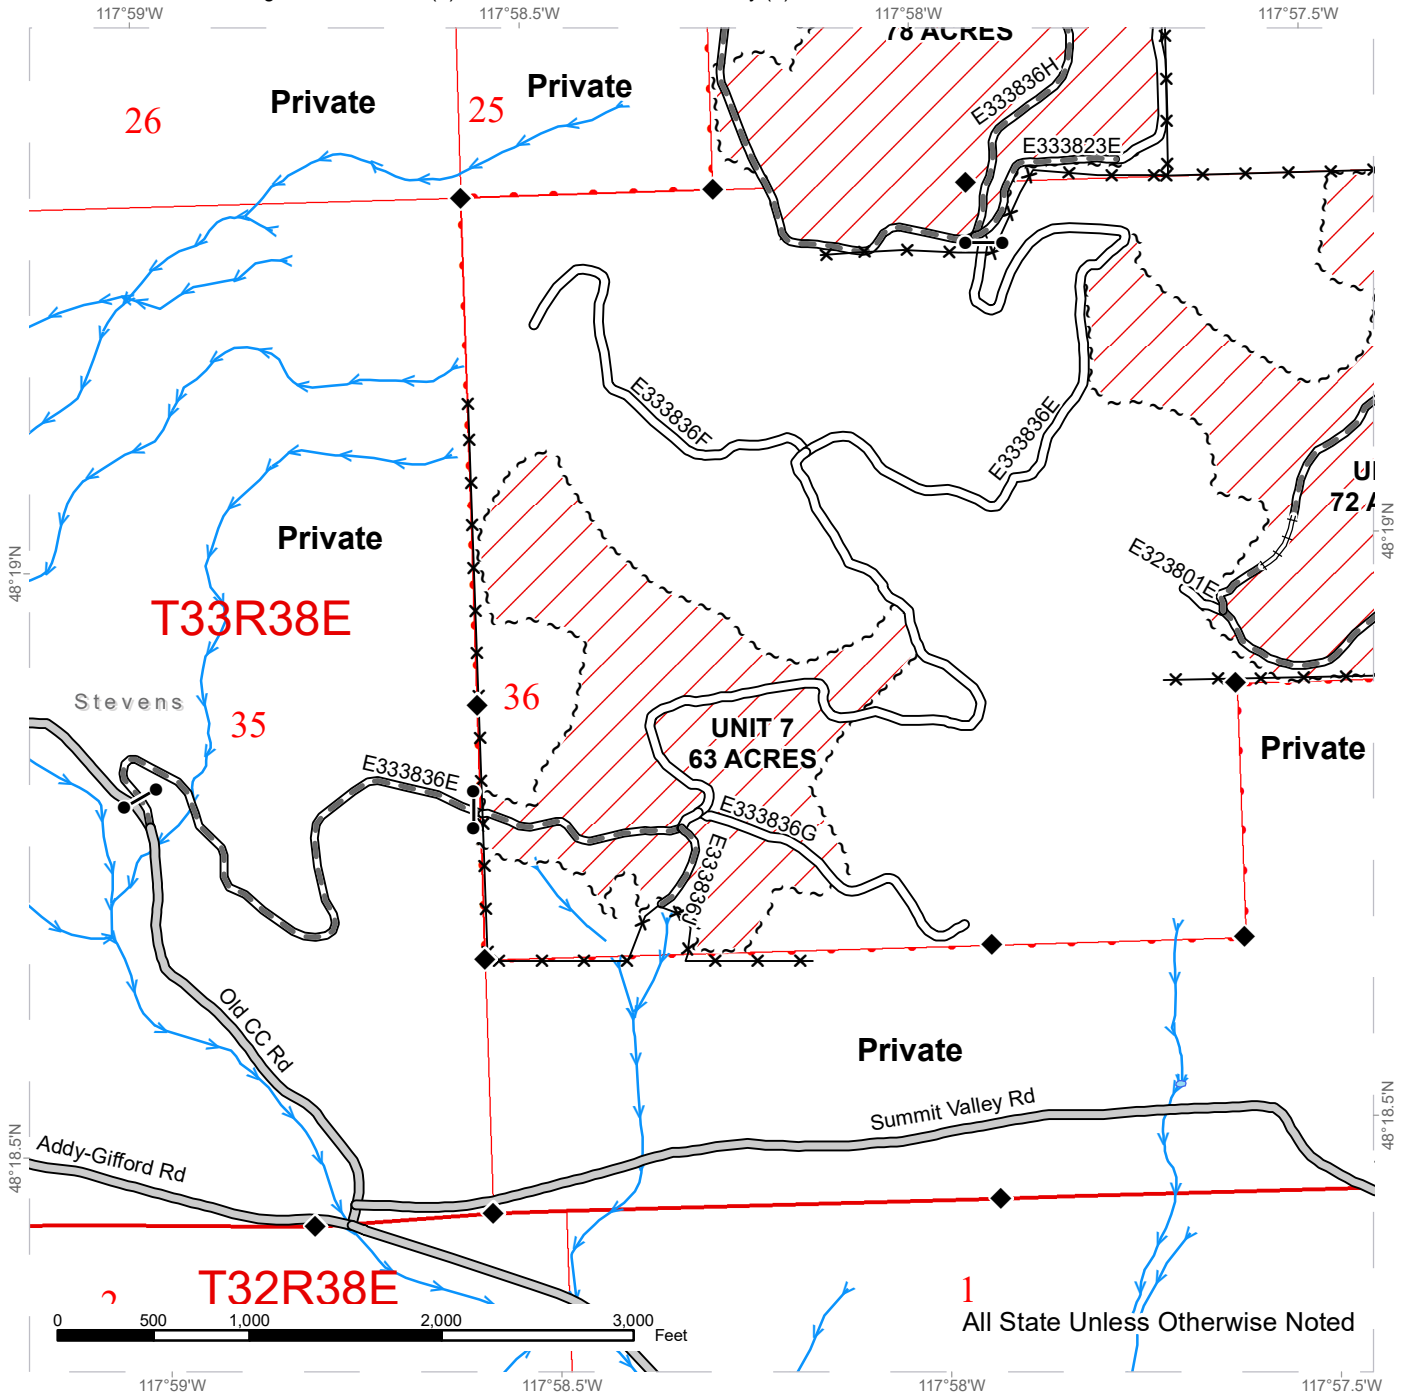 117°59'W
117°58.5'W
117°58'W
117°57.5'W
78 ACRES
Private
Private
26
25
E333836H
E333823E
E333836F
E333836E
UI
72 A
Private
48°19'N
48°19'N
E323801E
T33R38E
Stevens
36
35
UNIT 7
63 ACRES
Private
E333836E
E333836G
E333836J
Old CC Rd
Private
Summit Valley Rd
48°18.5'N
48°18.5'N
Addy-Gifford Rd
T32R38E
2
1
0 500 1,000 2,000 3,000
Feet
All State Unless Otherwise Noted
117°59'W
117°58.5'W
117°58'W
117°57.5'W